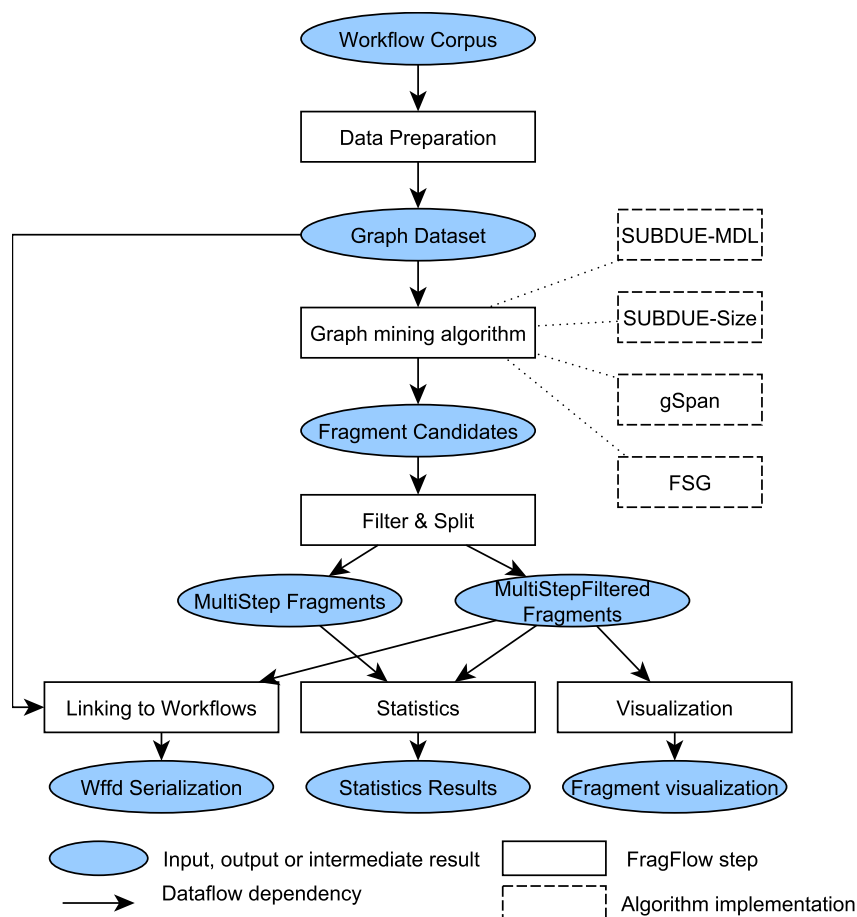 Workflow Corpus
Data Preparation
Graph Dataset
SUBDUE-MDL
SUBDUE-Size
Graph mining algorithm
gSpan
Fragment Candidates
FSG
Filter & Split
MultiStep Fragments
MultiStepFiltered
Fragments
Linking to Workflows
Statistics
Visualization
Wffd Serialization
Statistics Results
Fragment visualization
Input, output or intermediate result
FragFlow step
Dataflow dependency
Algorithm implementation